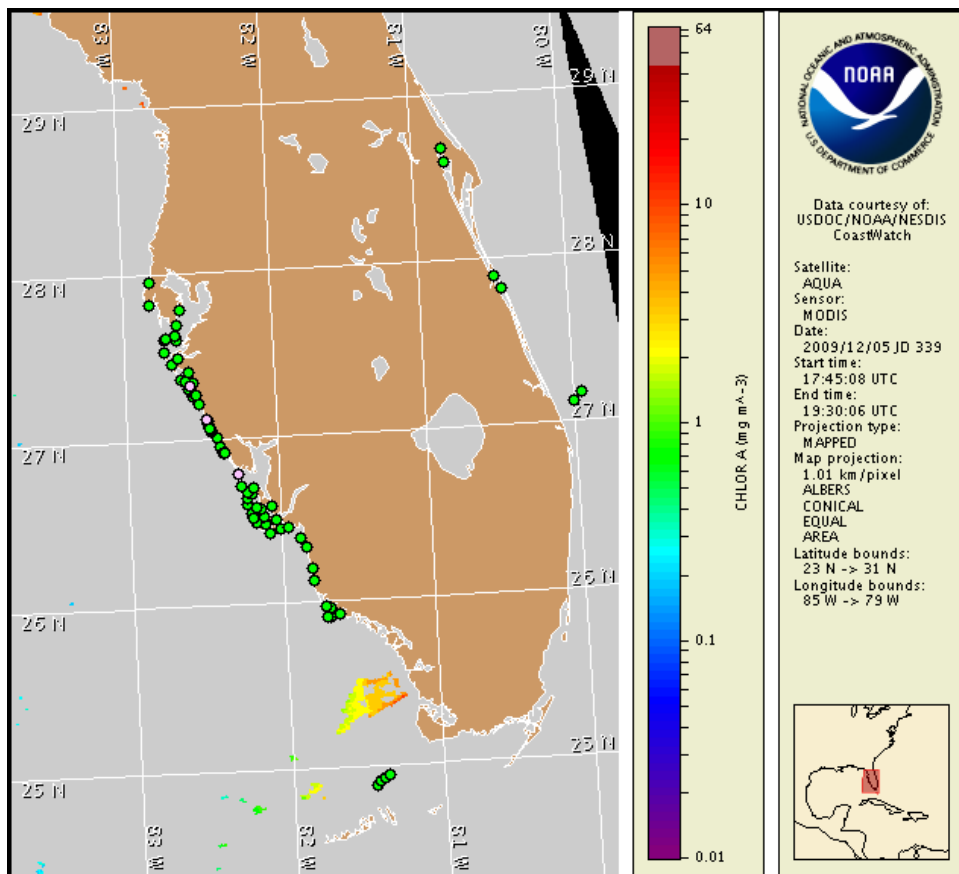 83 W
82 W
81 W
80 W
29 N
29 N
28 N
28 N
27 N
27 N
26 N
26 N
25 N
25 N
83 W
82 W
81 W
64
10
1
0.1
0.01
CHLOR A (mg m^-3)
NATIONAL OCEANIC AND ATMOSPHERIC ADMINISTRATION
NOAA
U.S. DEPARTMENT OF COMMERCE
Data courtesy of:
USDOC/NOAA/NESDIS
CoastWatch
Satellite:
AQUA
Sensor:
MODIS
Date:
2009/12/05 JD 339
Start time:
17:45:08 UTC
End time:
19:30:06 UTC
Projection type:
MAPPED
Map projection:
1.01 km/pixel
ALBERS
CONICAL
EQUAL
AREA
Latitude bounds:
23 N -> 31 N
Longitude bounds:
85 W -> 79 W